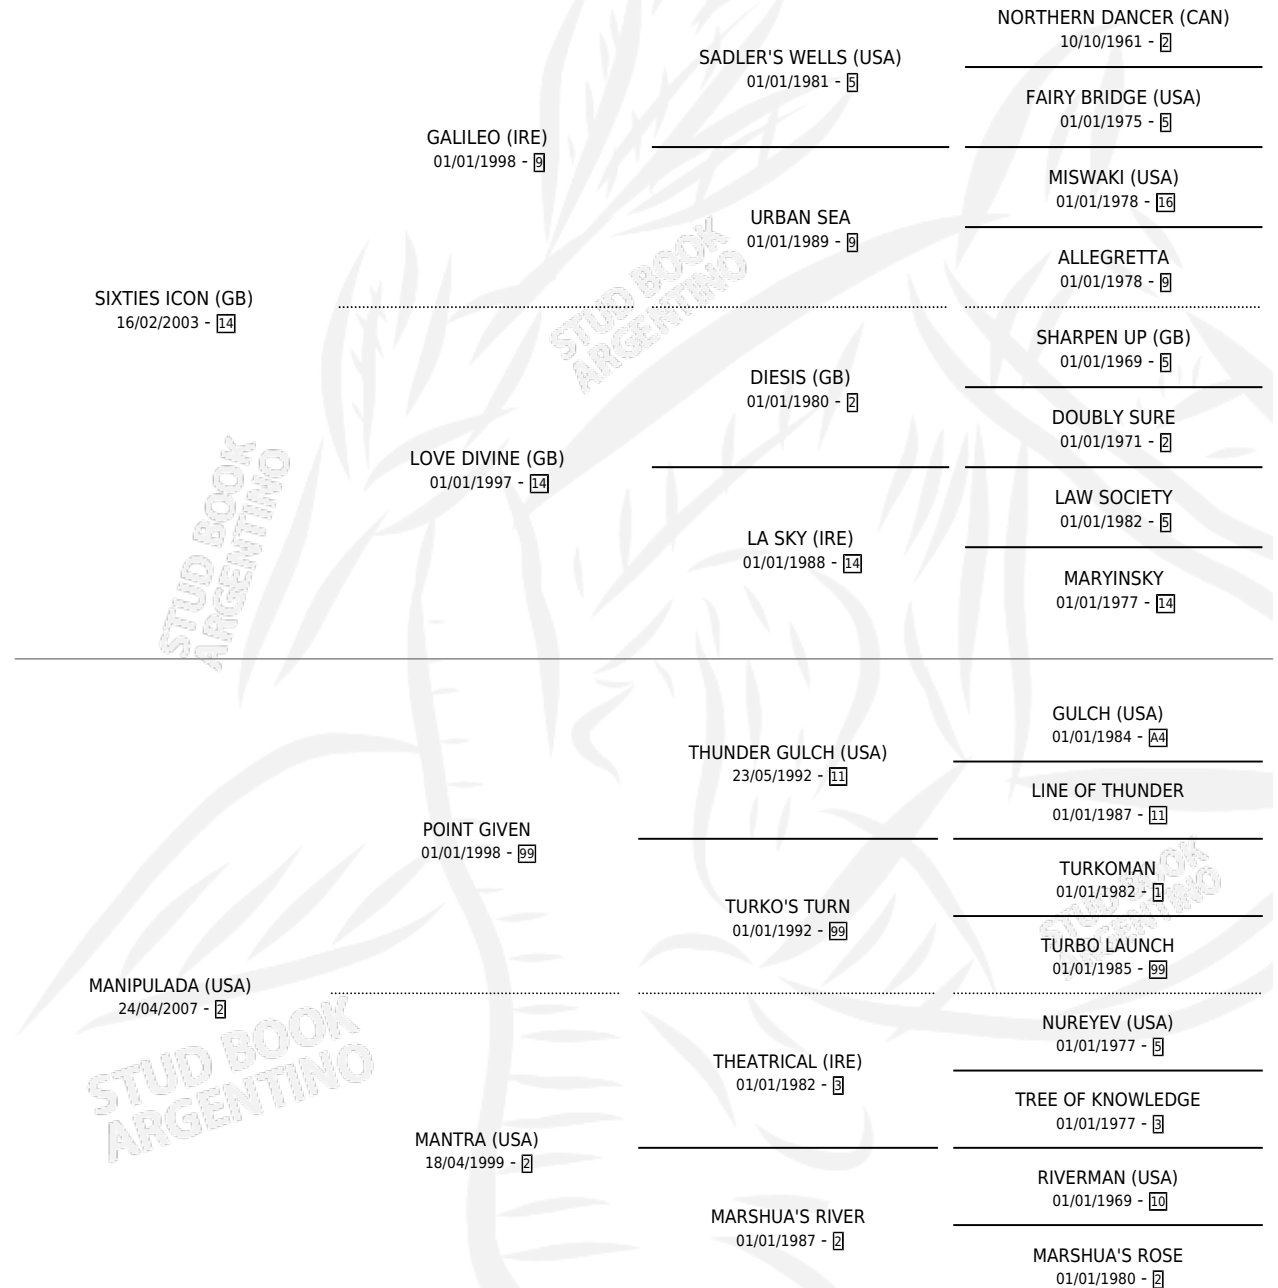 NORTHERN DANCER (CAN)
10/10/1961 - 2
SADLER'S WELLS (USA)
01/01/1981 - 5
FAIRY BRIDGE (USA)
01/01/1975 - 5
GALILEO (IRE)
01/01/1998 - 9
MISWAKI (USA)
01/01/1978 - 16
URBAN SEA
01/01/1989 - 9
ALLEGRETTA
01/01/1978 - 9
SIXTIES ICON (GB)
16/02/2003 - 14
SHARPEN UP (GB)
01/01/1969 - 5
DIESIS (GB)
01/01/1980 - 2
DOUBLY SURE
01/01/1971 - 2
LOVE DIVINE (GB)
01/01/1997 - 14
LAW SOCIETY
01/01/1982 - 5
LA SKY (IRE)
01/01/1988 - 14
MARYINSKY
01/01/1977 - 14
GULCH (USA)
01/01/1984 - A4
THUNDER GULCH (USA)
23/05/1992 - 11
LINE OF THUNDER
01/01/1987 - 11
POINT GIVEN
01/01/1998 - 99
TURKOMAN
01/01/1982 - 1
TURKO'S TURN
01/01/1992 - 99
TURBO LAUNCH
01/01/1985 - 99
MANIPULADA (USA)
24/04/2007 - 2
NUREYEV (USA)
01/01/1977 - 5
THEATRICAL (IRE)
01/01/1982 - 3
TREE OF KNOWLEDGE
01/01/1977 - 3
MANTRA (USA)
18/04/1999 - 2
RIVERMAN (USA)
01/01/1969 - 10
MARSHUA'S RIVER
01/01/1987 - 2
MARSHUA'S ROSE
01/01/1980 - 2
STUD BOOK
ARGENTINO
STUD BOOK
ARGENTINO
STUD BOOK
ARGENTINO
STUD BOOK
ARGENTINO